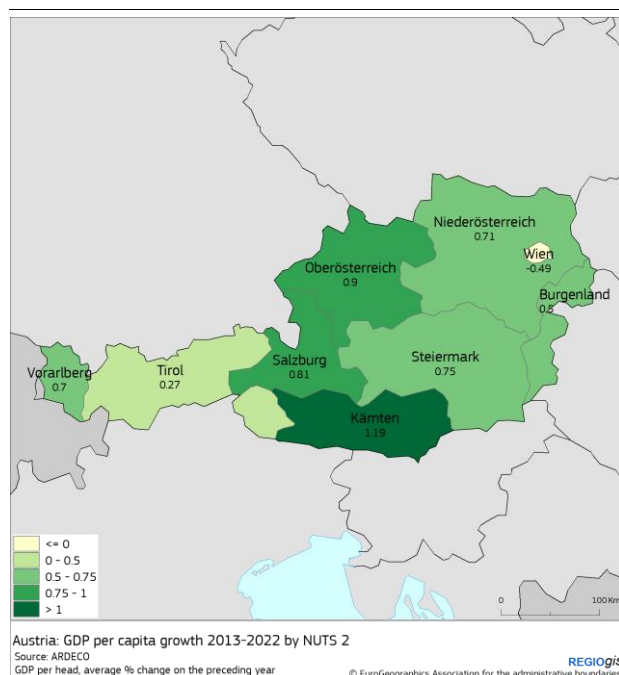 Niederösterreich
0.71
Wien
-0.49
Oberösterreich
0.9
Burgenland
0.5
Vorarlberg
0.7
Tirol
0.27
Salzburg
0.81
Steiermark
0.75
Kärnten
1.19
<= 0
0 - 0.5
0.5 - 0.75
0.75 - 1
> 1
0 100 Km
Austria: GDP per capita growth 2013-2022 by NUTS 2
Source: ARDECO
GDP per head, average % change on the preceding year
REGIOgis
© EuroGeographics Association for the administrative boundaries